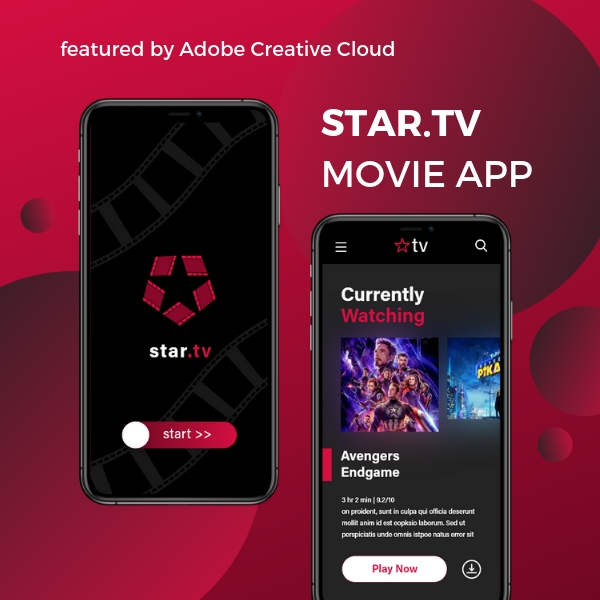 featured by Adobe Creative Cloud
STAR.TV
MOVIE APP
star.tv
start >>
tv
Currently
Watching
PIKA
Avengers
Endgame
3 hr 2 min | 9.2/10
on proident, sunt in culpa qui officia deserunt
mollit anim id est eopksio laborum. Sed ut
perspiciatis unde omnis istpoe natus error sit
Play Now